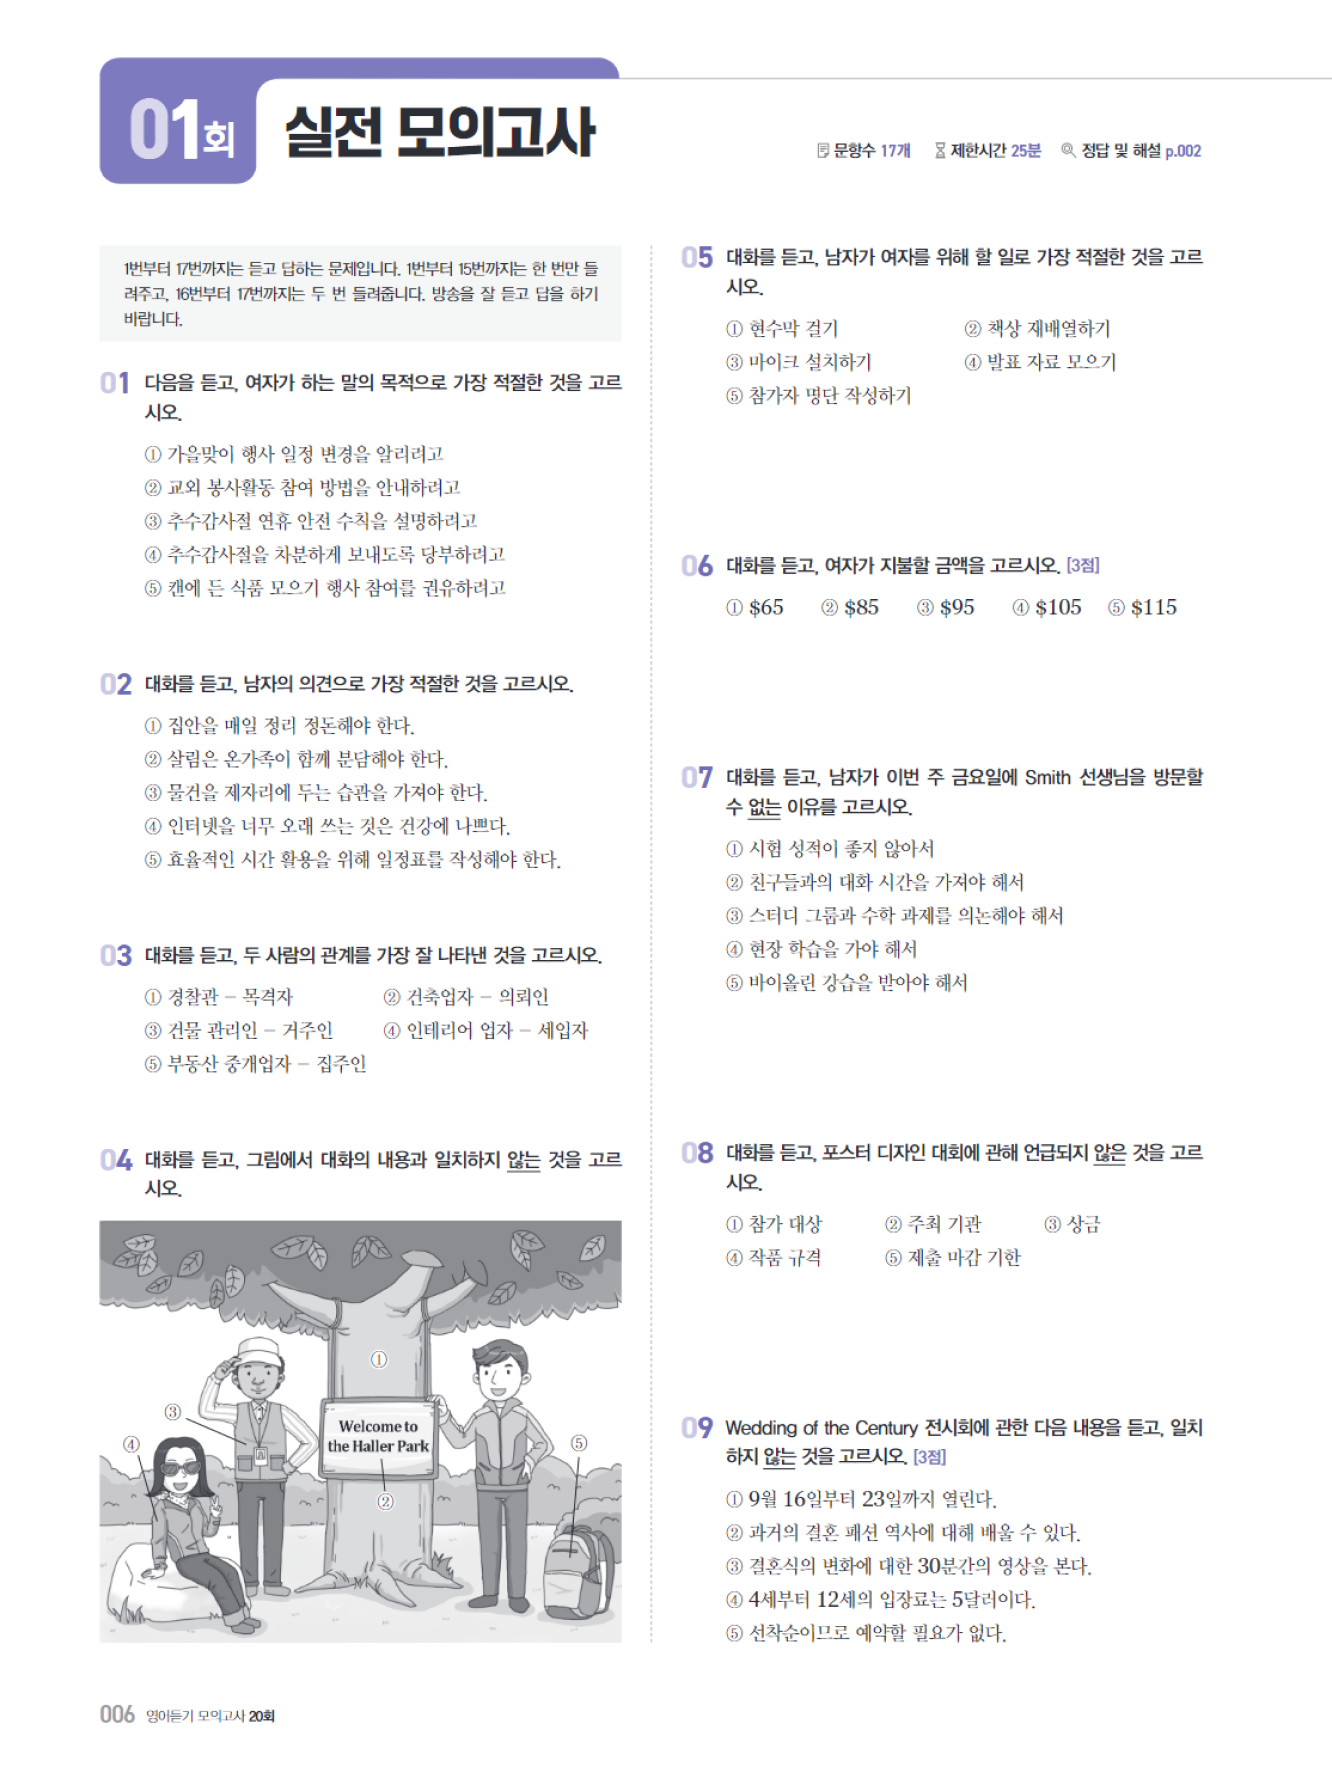 01회 실전 모의고사
문항수 17개 제한시간 25분 정답 및 해설 p.002
1번부터 17번까지는 듣고 답하는 문제입니다. 1번부터 15번까지는 한 번만 들
려주고, 16번부터 17번까지는 두 번 들려줍니다. 방송을 잘 듣고 답을 하기
바랍니다.
01 다음을 듣고, 여자가 하는 말의 목적으로 가장 적절한 것을 고르
시오.
① 가을맞이 행사 일정 변경을 알리려고
② 교외 봉사활동 참여 방법을 안내하려고
③ 추수감사절 연휴 안전 수칙을 설명하려고
④ 추수감사절을 차분하게 보내도록 당부하려고
⑤ 캔에 든 식품 모으기 행사 참여를 권유하려고
02 대화를 듣고, 남자의 의견으로 가장 적절한 것을 고르시오.
① 집안을 매일 정리 정돈해야 한다.
② 살림은 온가족이 함께 분담해야 한다.
③ 물건을 제자리에 두는 습관을 가져야 한다.
④ 인터넷을 너무 오래 쓰는 것은 건강에 나쁘다.
⑤ 효율적인 시간 활용을 위해 일정표를 작성해야 한다.
03 대화를 듣고, 두 사람의 관계를 가장 잘 나타낸 것을 고르시오.
① 경찰관 – 목격자 ② 건축업자 – 의뢰인
③ 건물 관리인 – 거주인 ④ 인테리어 업자 – 세입자
⑤ 부동산 중개업자 – 집주인
04 대화를 듣고, 그림에서 대화의 내용과 일치하지 않는 것을 고르
시오.
①
③
Welcome to
the Haller Park
④
⑤
②
05 대화를 듣고, 남자가 여자를 위해 할 일로 가장 적절한 것을 고르
시오.
① 현수막 걸기 ② 책상 재배열하기
③ 마이크 설치하기 ④ 발표 자료 모으기
⑤ 참가자 명단 작성하기
06 대화를 듣고, 여자가 지불할 금액을 고르시오. [3점]
① $65 ② $85 ③ $95 ④ $105 ⑤ $115
07 대화를 듣고, 남자가 이번 주 금요일에 Smith 선생님을 방문할
수 없는 이유를 고르시오.
① 시험 성적이 좋지 않아서
② 친구들과의 대화 시간을 가져야 해서
③ 스터디 그룹과 수학 과제를 의논해야 해서
④ 현장 학습을 가야 해서
⑤ 바이올린 강습을 받아야 해서
08 대화를 듣고, 포스터 디자인 대회에 관해 언급되지 않은 것을 고르
시오.
① 참가 대상 ② 주최 기관 ③ 상금
④ 작품 규격 ⑤ 제출 마감 기한
09 Wedding of the Century 전시회에 관한 다음 내용을 듣고, 일치
하지 않는 것을 고르시오. [3점]
① 9월 16일부터 23일까지 열린다.
② 과거의 결혼 패션 역사에 대해 배울 수 있다.
③ 결혼식의 변화에 대한 30분간의 영상을 본다.
④ 4세부터 12세의 입장료는 5달러이다.
⑤ 선착순이므로 예약할 필요가 없다.
006 영어듣기 모의고사 20회